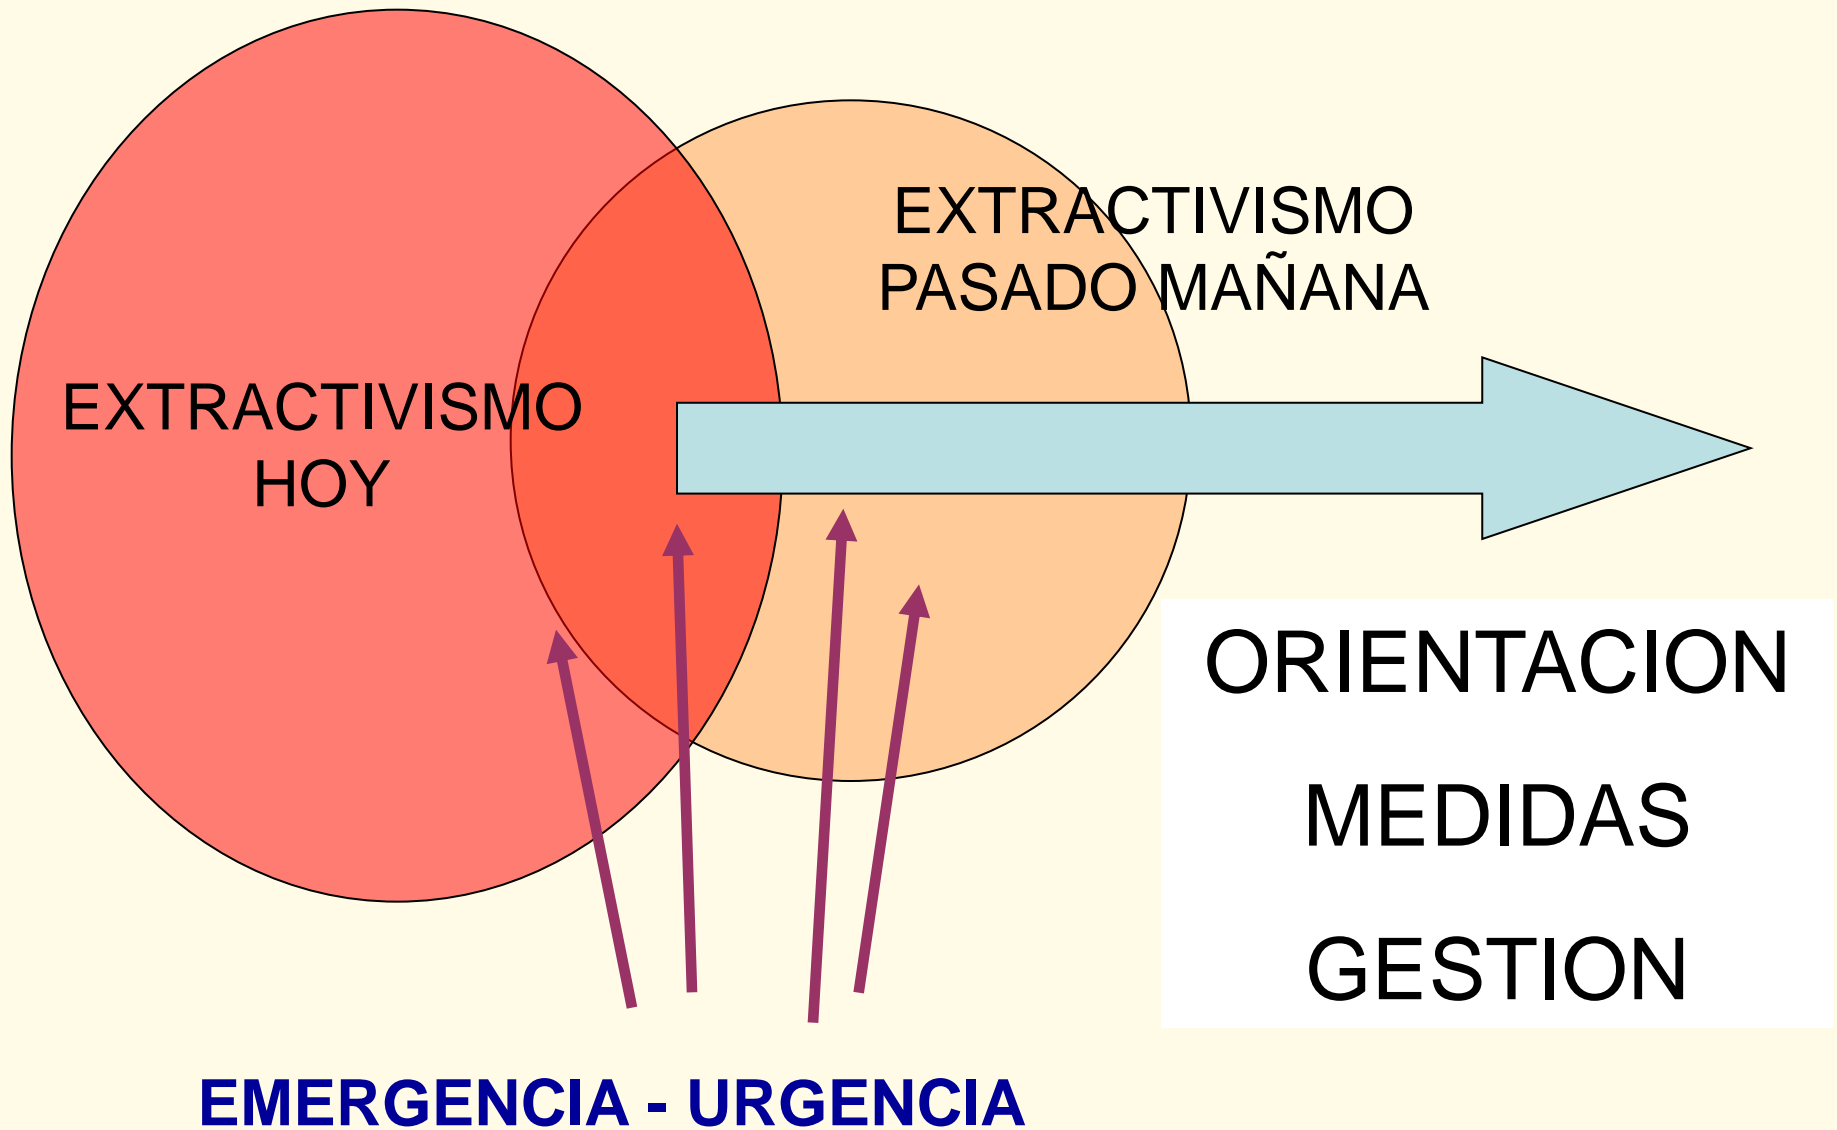 EXTRACTIVISMO
PASADO MAÑANA
EXTRACTIVISMO
HOY
ORIENTACION
MEDIDAS
GESTION
EMERGENCIA - URGENCIA